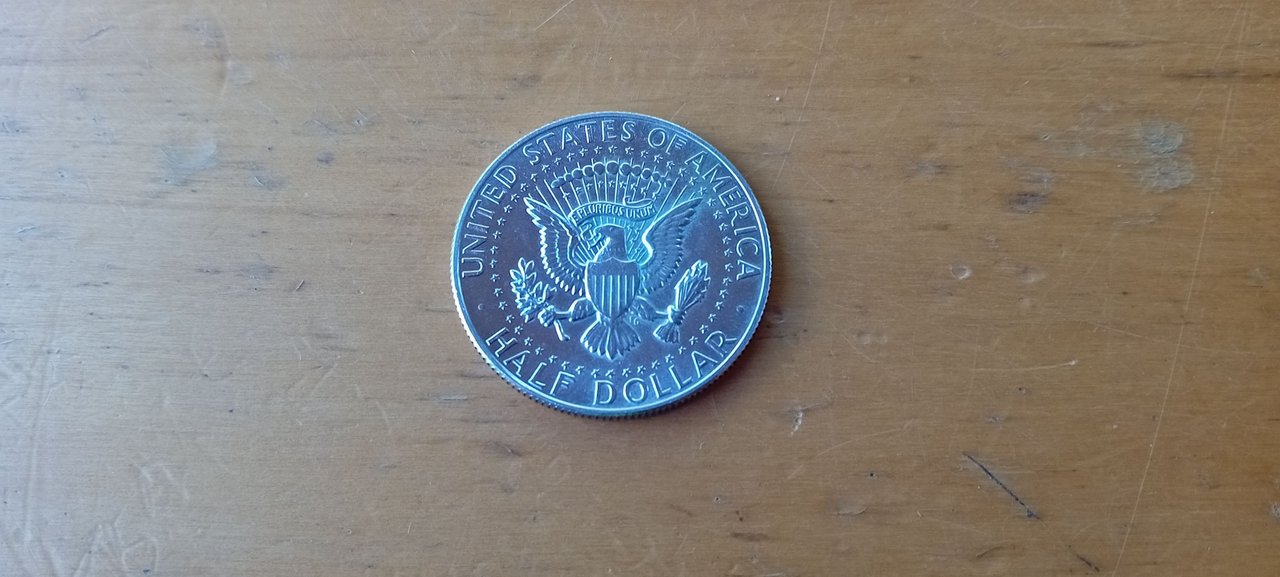 UNITED STATES OF AMERICA
E PLURIBUS UNUM
HALF DOLLAR